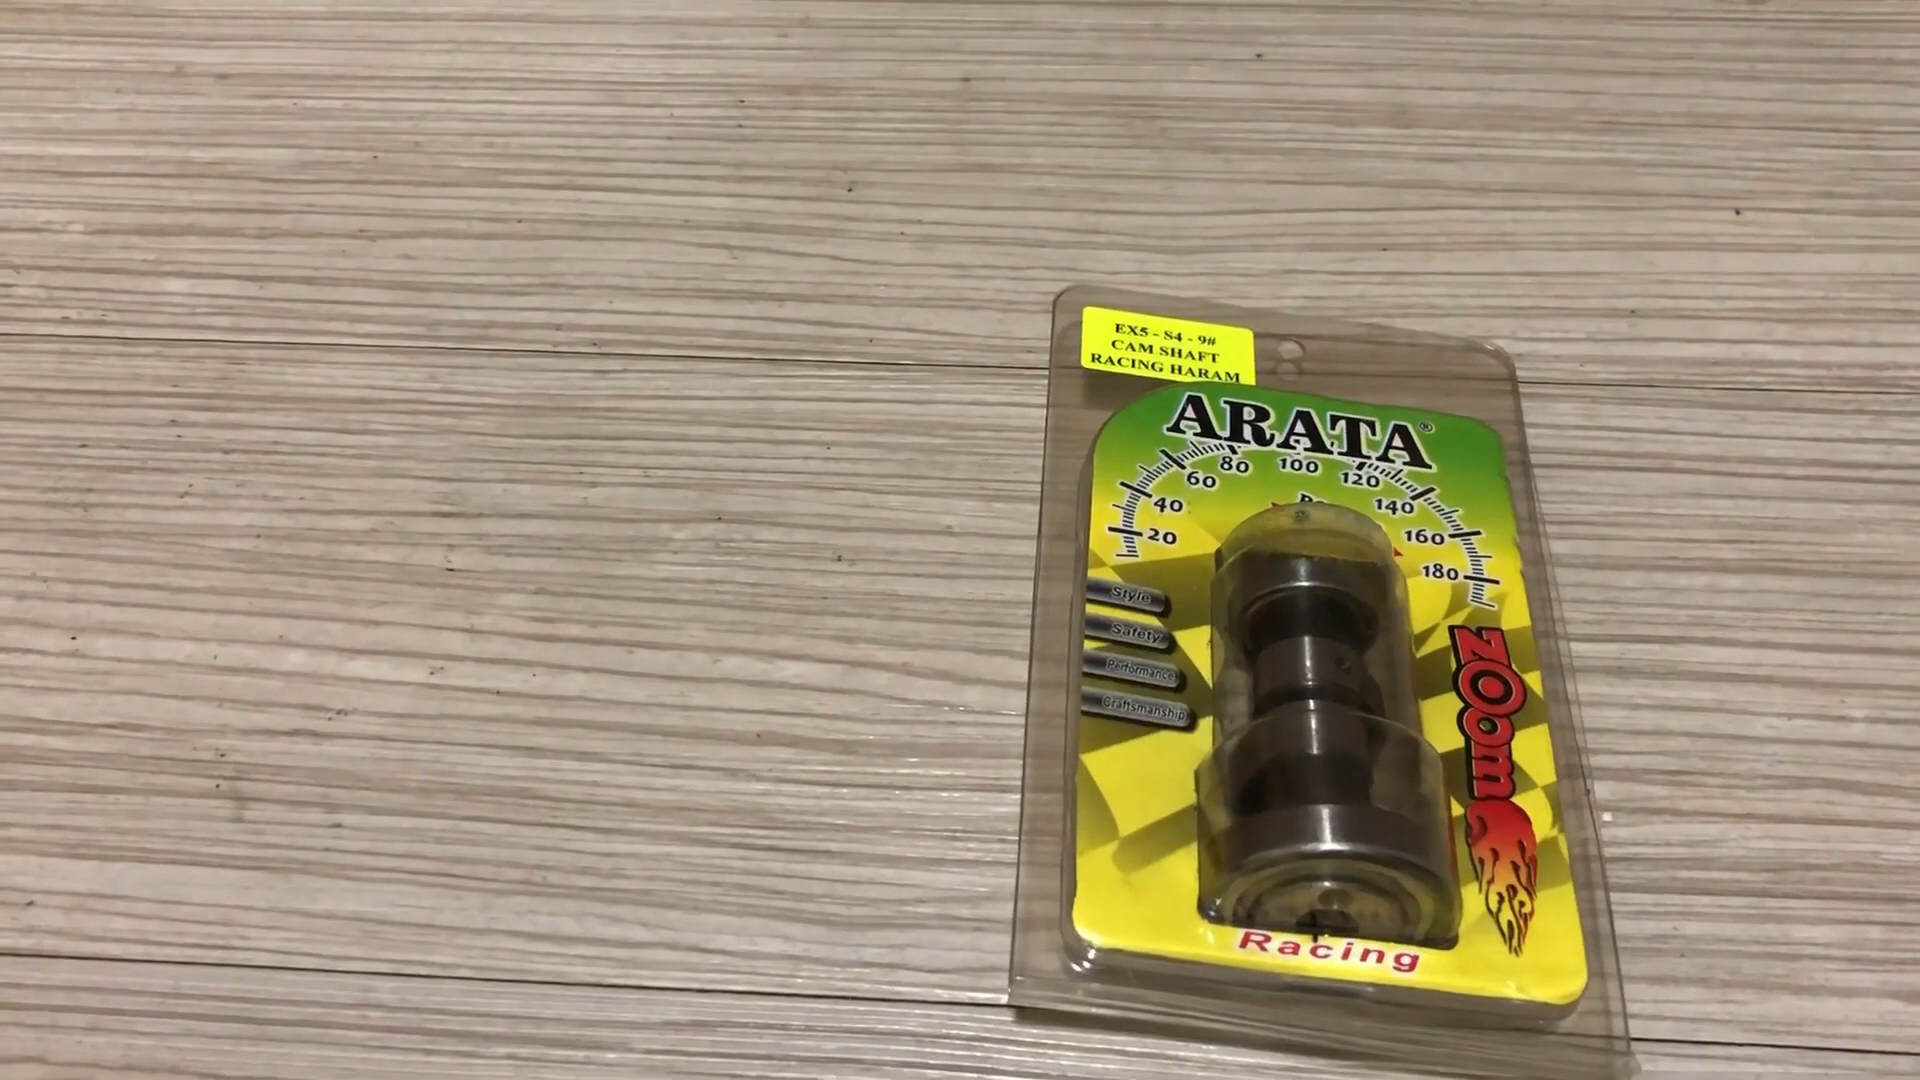 EX5 - S4 - 9#
CAM SHAFT
RACING HARAM
ARATA®
20
40
60
80
100
120
140
160
180
Style
Safety
Performance
Craftsmanship
zoom
Racing